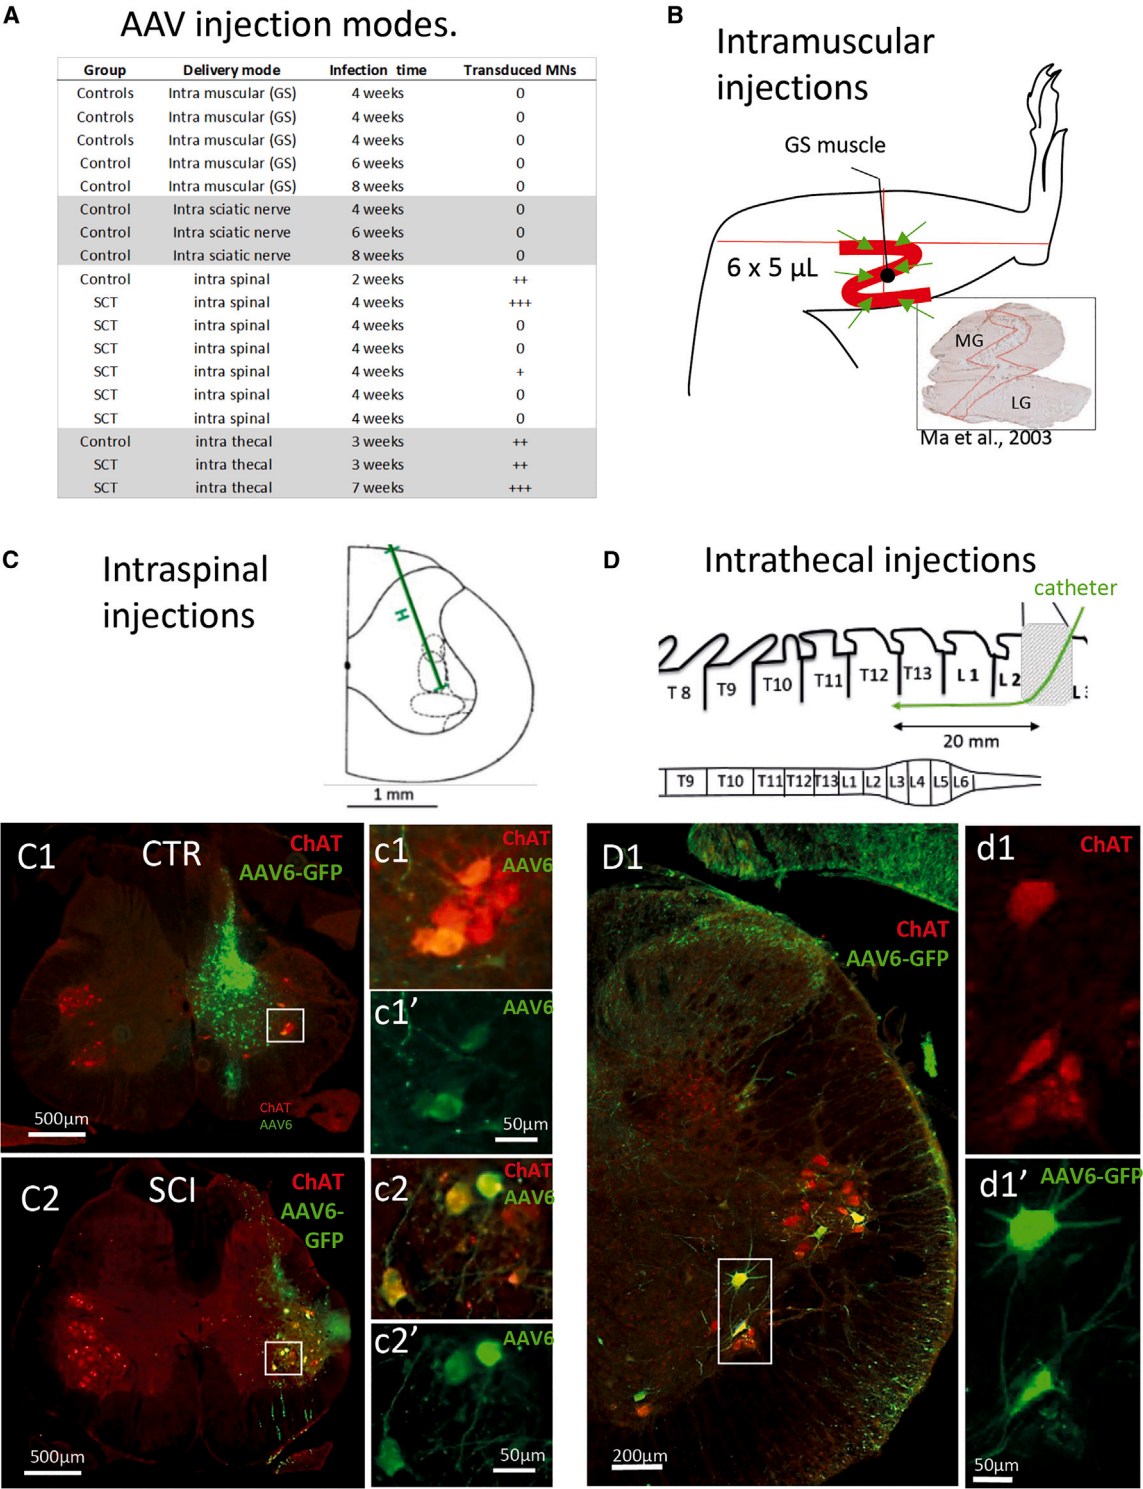 A
AAV injection modes.
Group Delivery mode Infection time Transduced MNs
Controls Intra muscular (GS) 4 weeks 0
Controls Intra muscular (GS) 4 weeks 0
Controls Intra muscular (GS) 4 weeks 0
Control Intra muscular (GS) 6 weeks 0
Control Intra muscular (GS) 8 weeks 0
Control Intra sciatic nerve 4 weeks 0
Control Intra sciatic nerve 6 weeks 0
Control Intra sciatic nerve 8 weeks 0
Control intra spinal 2 weeks ++
SCT intra spinal 4 weeks +++
SCT intra spinal 4 weeks 0
SCT intra spinal 4 weeks 0
SCT intra spinal 4 weeks +
SCT intra spinal 4 weeks 0
SCT intra spinal 4 weeks 0
Control intra thecal 3 weeks ++
SCT intra thecal 3 weeks ++
SCT intra thecal 7 weeks +++
B
Intramuscular
injections
GS muscle
6 x 5 µL
MG
LG
Ma et al., 2003
C
Intraspinal
injections
H
1 mm
D
Intrathecal injections
catheter
T 8 T9 T10 T11 T12 T13 L 1 L 2 L
20 mm
T9 T10 T11 T12 T13 L1 L2 L3 L4 L5 L6
C1
CTR
ChAT
AAV6-GFP
ChAT
AAV6
500µm
c1
ChAT
AAV6
c1’
AAV6
50µm
C2
SCI
ChAT
AAV6-
GFP
500µm
c2
ChAT
AAV6
c2’
AAV6
50µm
D1
ChAT
AAV6-GFP
200µm
d1
ChAT
d1’
AAV6-GFP
50µm